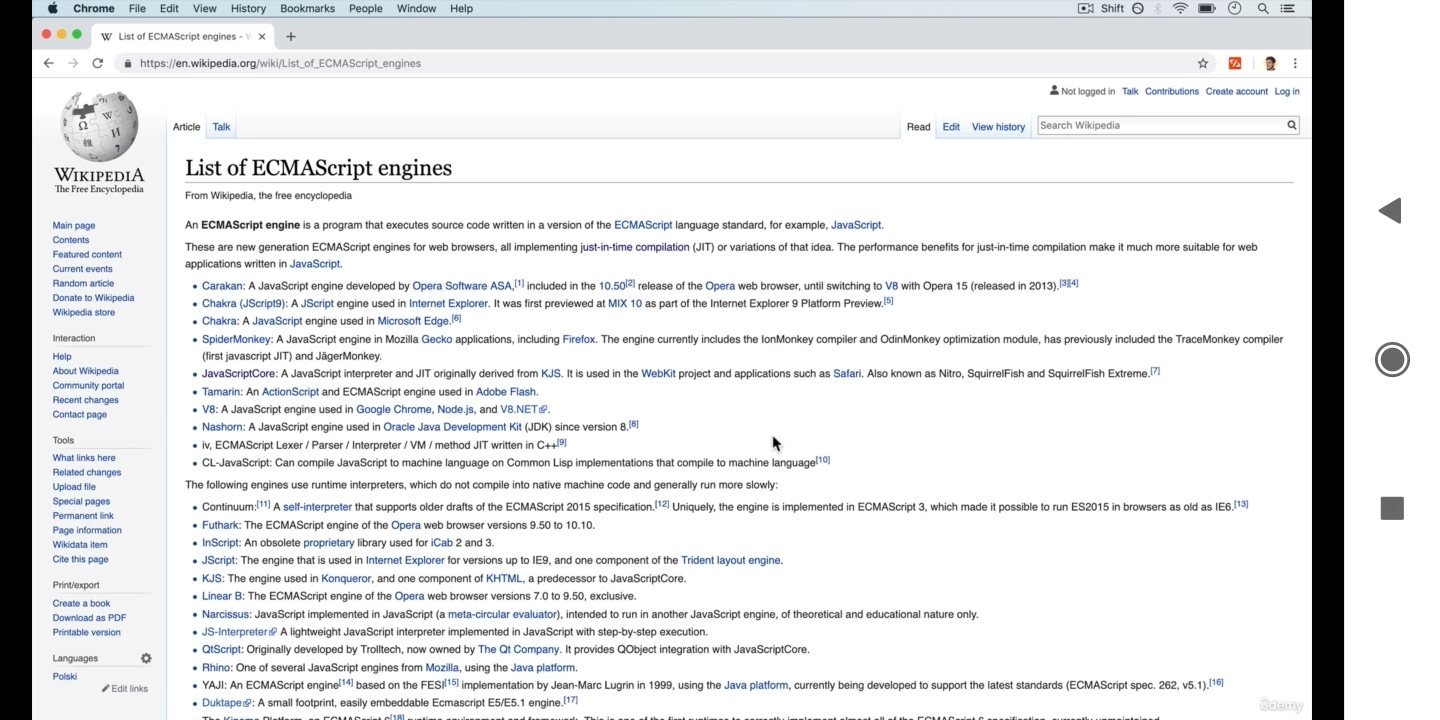 Chrome File Edit View History Bookmarks People Window Help Shift
List of ECMAScript engines -
https://en.wikipedia.org/wiki/List_of_ECMAScript_engines
Not logged in Talk Contributions Create account Log in
Article Talk Read Edit View history Search Wikipedia
WIKIPEDIA
The Free Encyclopedia
Main page
Contents
Featured content
Current events
Random article
Donate to Wikipedia
Wikipedia store
Interaction
Help
About Wikipedia
Community portal
Recent changes
Contact page
Tools
What links here
Related changes
Upload file
Special pages
Permanent link
Page information
Wikidata item
Cite this page
Print/export
Create a book
Download as PDF
Printable version
Languages
Polski
Edit links
List of ECMAScript engines
From Wikipedia, the free encyclopedia
An ECMAScript engine is a program that executes source code written in a version of the ECMAScript language standard, for example, JavaScript.
These are new generation ECMAScript engines for web browsers, all implementing just-in-time compilation (JIT) or variations of that idea. The performance benefits for just-in-time compilation make it much more suitable for web
applications written in JavaScript.
• Carakan: A JavaScript engine developed by Opera Software ASA,[1] included in the 10.50[2] release of the Opera web browser, until switching to V8 with Opera 15 (released in 2013).[3][4]
• Chakra (JScript9): A JScript engine used in Internet Explorer. It was first previewed at MIX 10 as part of the Internet Explorer 9 Platform Preview.[5]
• Chakra: A JavaScript engine used in Microsoft Edge.[6]
• SpiderMonkey: A JavaScript engine in Mozilla Gecko applications, including Firefox. The engine currently includes the IonMonkey compiler and OdinMonkey optimization module, has previously included the TraceMonkey compiler
(first javascript JIT) and JägerMonkey.
• JavaScriptCore: A JavaScript interpreter and JIT originally derived from KJS. It is used in the WebKit project and applications such as Safari. Also known as Nitro, SquirrelFish and SquirrelFish Extreme.[7]
• Tamarin: An ActionScript and ECMAScript engine used in Adobe Flash.
• V8: A JavaScript engine used in Google Chrome, Node.js, and V8.NET.
• Nashorn: A JavaScript engine used in Oracle Java Development Kit (JDK) since version 8.[8]
• iv, ECMAScript Lexer / Parser / Interpreter / VM / method JIT written in C++[9]
• CL-JavaScript: Can compile JavaScript to machine language on Common Lisp implementations that compile to machine language[10]
The following engines use runtime interpreters, which do not compile into native machine code and generally run more slowly:
• Continuum:[11] A self-interpreter that supports older drafts of the ECMAScript 2015 specification.[12] Uniquely, the engine is implemented in ECMAScript 3, which made it possible to run ES2015 in browsers as old as IE6.[13]
• Futhark: The ECMAScript engine of the Opera web browser versions 9.50 to 10.10.
• InScript: An obsolete proprietary library used for iCab 2 and 3.
• JScript: The engine that is used in Internet Explorer for versions up to IE9, and one component of the Trident layout engine.
• KJS: The engine used in Konqueror, and one component of KHTML, a predecessor to JavaScriptCore.
• Linear B: The ECMAScript engine of the Opera web browser versions 7.0 to 9.50, exclusive.
• Narcissus: JavaScript implemented in JavaScript (a meta-circular evaluator), intended to run in another JavaScript engine, of theoretical and educational nature only.
• JS-Interpreter A lightweight JavaScript interpreter implemented in JavaScript with step-by-step execution.
• QtScript: Originally developed by Trolltech, now owned by The Qt Company. It provides QObject integration with JavaScriptCore.
• Rhino: One of several JavaScript engines from Mozilla, using the Java platform.
• YAJI: An ECMAScript engine[14] based on the FESI[15] implementation by Jean-Marc Lugrin in 1999, using the Java platform, currently being developed to support the latest standards (ECMAScript spec. 262, v5.1).[16]
• Duktape: A small footprint, easily embeddable Ecmascript E5/E5.1 engine.[17]
ûdemy